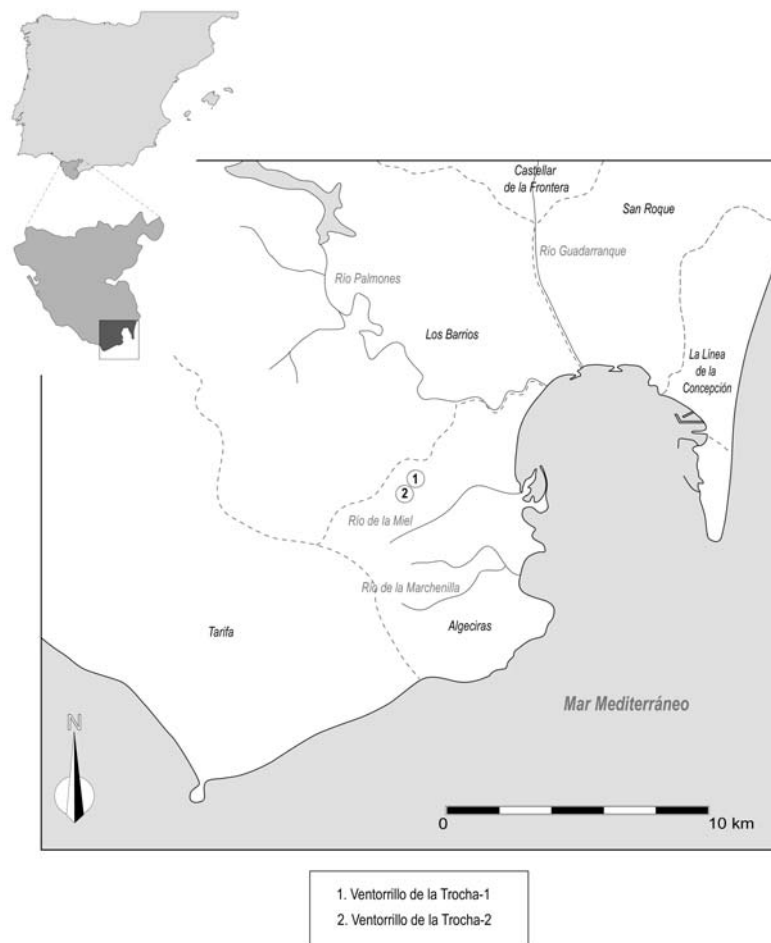 Castellar
de la Frontera
San Roque
Río Guadarranque
Río Palmones
Los Barrios
La Línea
de la
Concepción
1
2
Río de la Miel
Río de la Marchenilla
Tarifa
Algeciras
Mar Mediterráneo
N
0
10 km
1. Ventorrillo de la Trocha-1
2. Ventorrillo de la Trocha-2